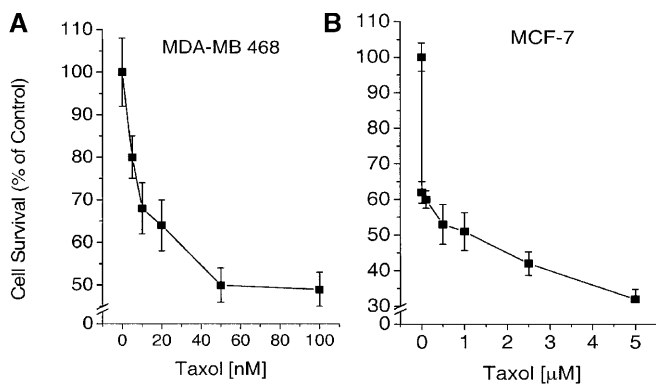 A
MDA-MB 468
Cell Survival (% of Control)
110
100
90
80
70
60
50
0
0 20 40 60 80 100
Taxol [nM]
B
MCF-7
110
100
90
80
70
60
50
40
30
0
0 1 2 3 4 5
Taxol [μM]